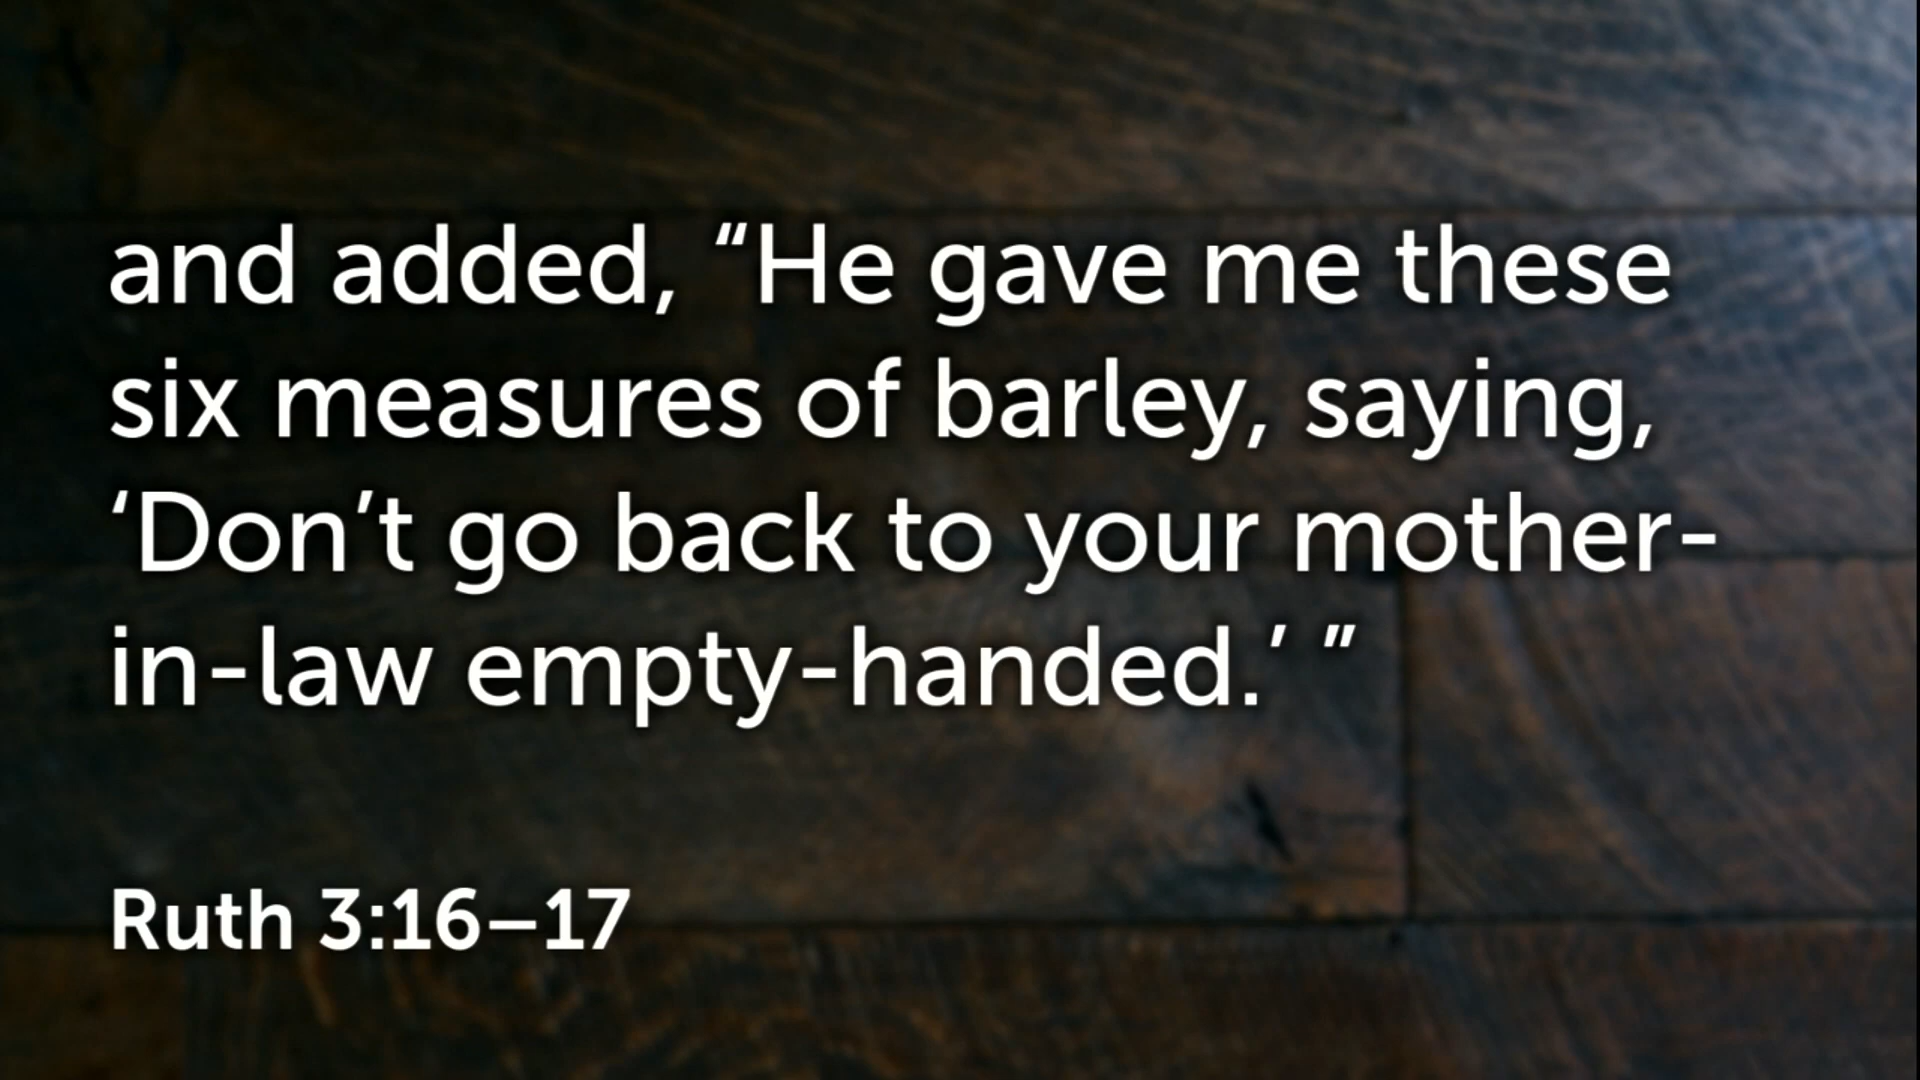 and added, “He gave me these
six measures of barley, saying,
‘Don’t go back to your mother-
in-law empty-handed.’ ”
Ruth 3:16–17